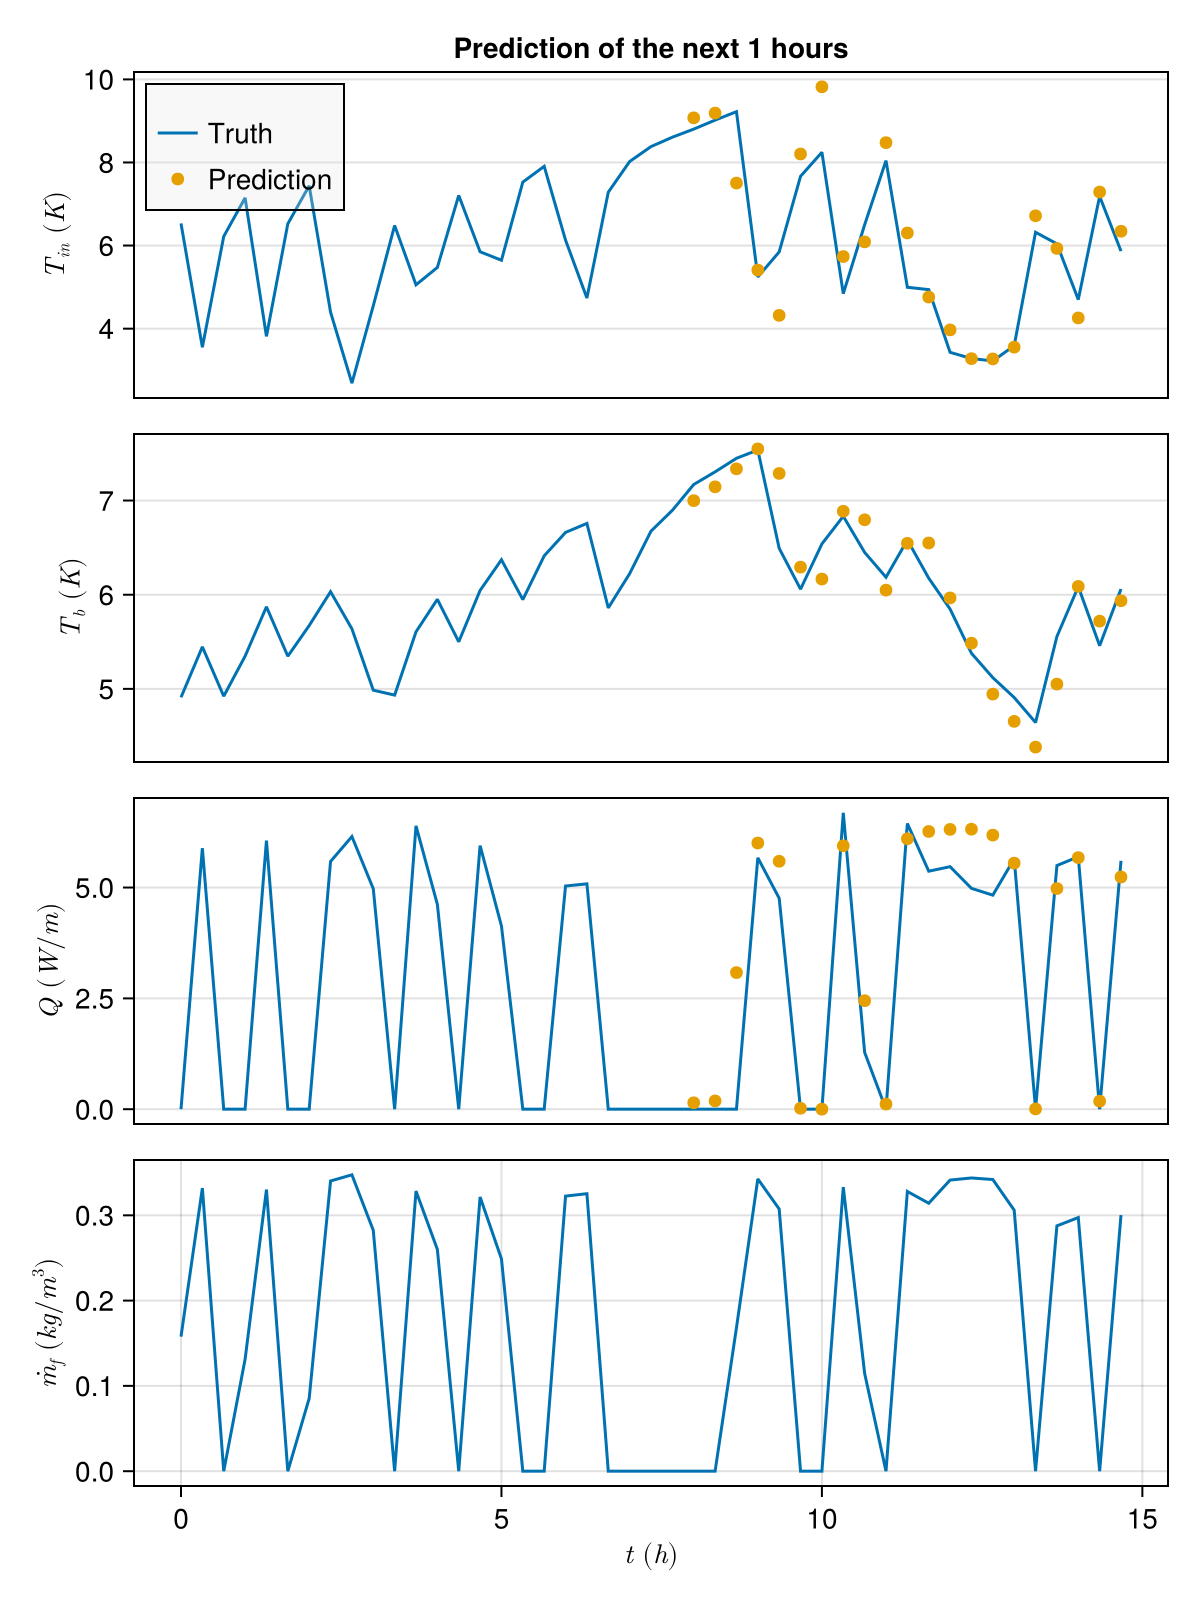 Prediction of the next 1 hours
10
8
6
4
T_in (K)
Truth
Prediction
7
6
5
T_b (K)
5.0
2.5
0.0
Q (W/m)
0.3
0.2
0.1
0.0
ṁ_f (kg/m³)
0 5 10 15
t (h)